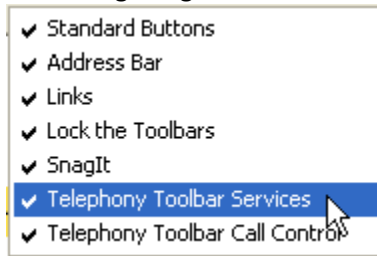 Standard Buttons
Address Bar
Links
Lock the Toolbars
SnagIt
Telephony Toolbar Services
Telephony Toolbar Call Control